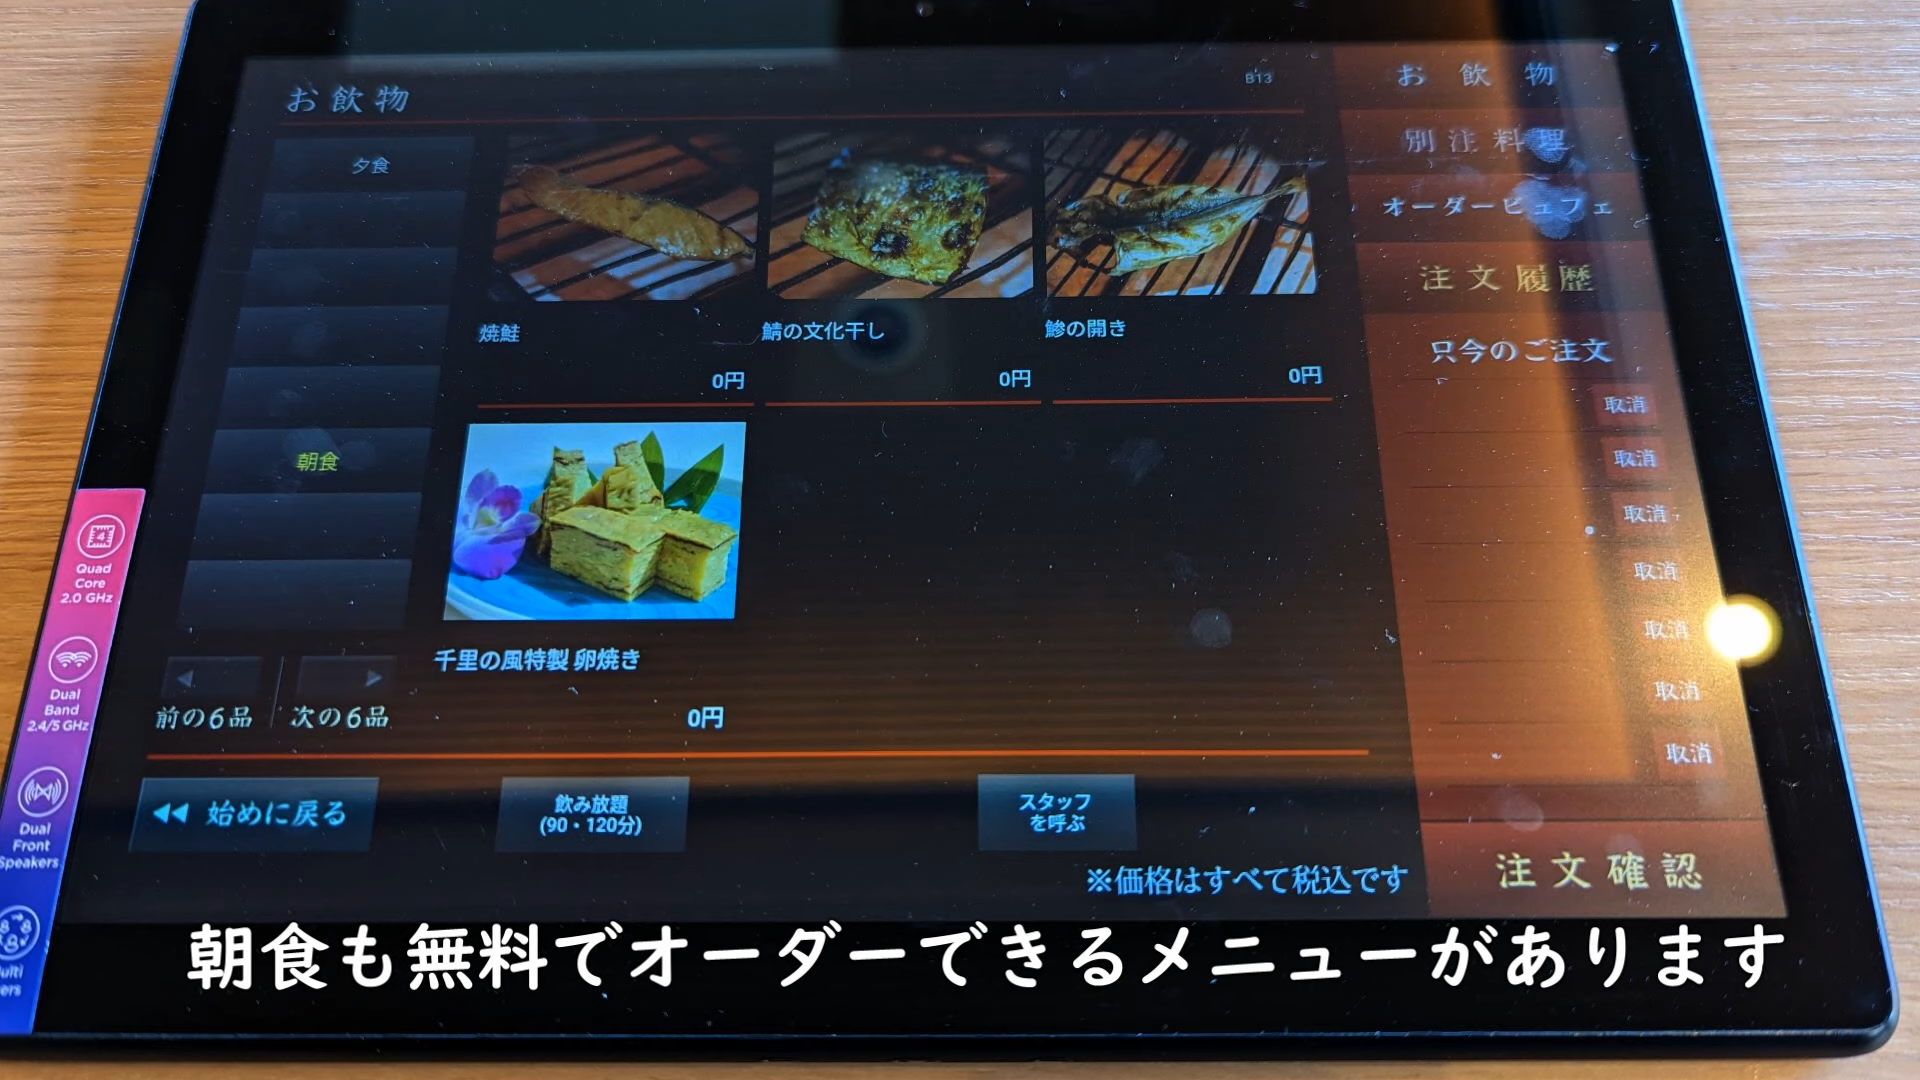 お飲物
B13
夕食
朝食
前の6品
次の6品
焼鮭
0円
鯖の文化干し
0円
鯵の開き
0円
千里の風特製 卵焼き
0円
始めに戻る
飲み放題
(90・120分)
スタッフ
を呼ぶ
※価格はすべて税込です
お飲物
別注料理
オーダービュフェ
注文履歴
只今のご注文
取消
取消
取消
取消
取消
取消
取消
注文確認
Quad
Core
2.0 GHz
Dual
Band
2.4/5 GHz
Dual
Front
Speakers
朝食も無料でオーダーできるメニューがあります